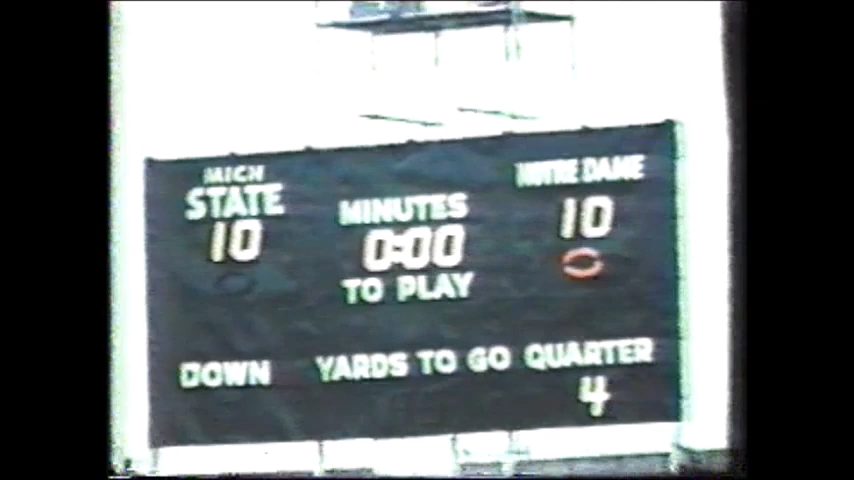 MICH
STATE
10
MINUTES
0:00
TO PLAY
NOTRE DAME
10
DOWN
YARDS TO GO
QUARTER
4